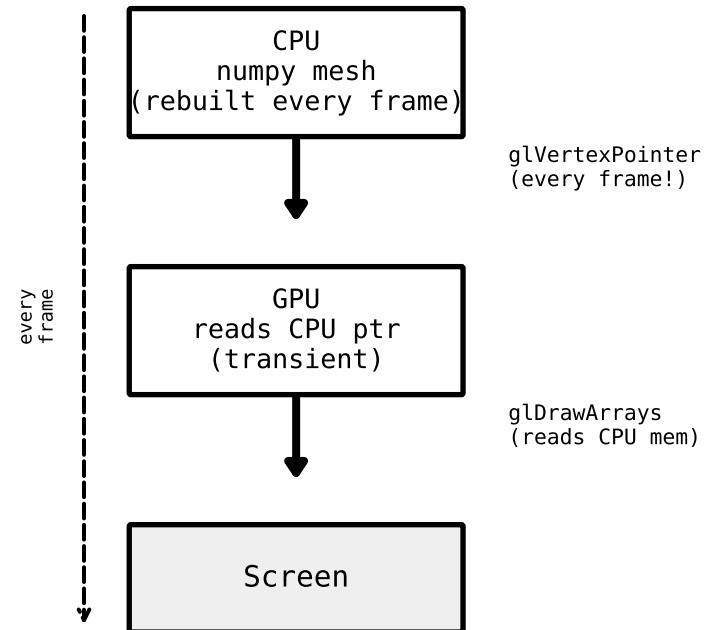 CPU
numpy mesh
(rebuilt every frame)
glVertexPointer
(every frame!)
every
frame
GPU
reads CPU ptr
(transient)
glDrawArrays
(reads CPU mem)
Screen